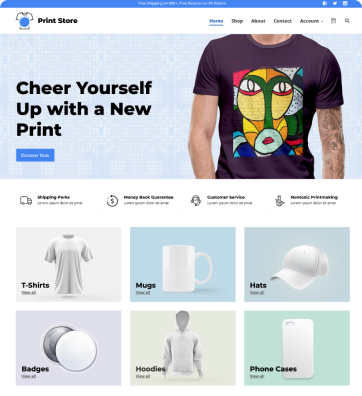 Free Shipping on $50+, Free Returns on All Orders.
Print Store
Home Shop About Contact Account
Cheer Yourself
Up with a New
Print
Discover Now
Shipping Perks
Lorem ipsum dolor sit amet
Money Back Guarantee
Lorem ipsum dolor sit amet
Customer Service
Lorem ipsum dolor sit amet
Nontoxic Printmaking
Lorem ipsum dolor sit amet
T-Shirts
View all
Mugs
View all
Hats
View all
Badges
View all
Hoodies
View all
Phone Cases
View all